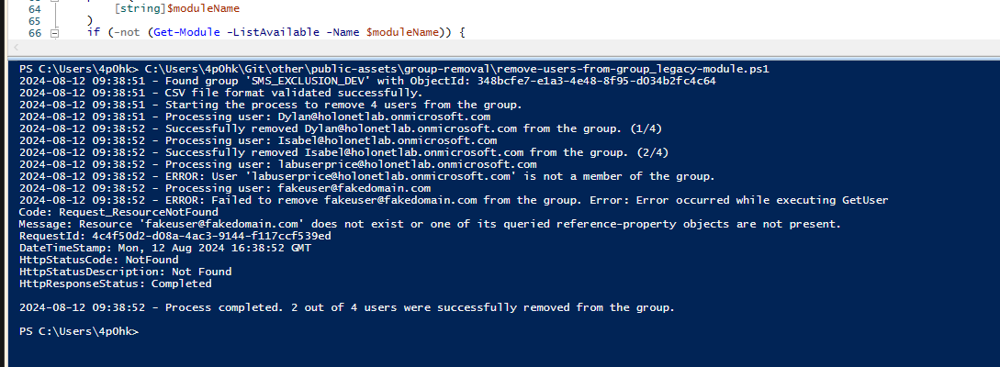 64 [string]$moduleName
65 )
66 if (-not (Get-Module -ListAvailable -Name $moduleName)) {
PS C:\Users\4p0hk> C:\Users\4p0hk\Git\other\public-assets\group-removal\remove-users-from-group_legacy-module.ps1
2024-08-12 09:38:51 - Found group 'SMS_EXCLUSION_DEV' with ObjectId: 348bcfe7-e1a3-4e48-8f95-d034b2fc4c64
2024-08-12 09:38:51 - CSV file format validated successfully.
2024-08-12 09:38:51 - Starting the process to remove 4 users from the group.
2024-08-12 09:38:51 - Processing user: Dylan@holonetlab.onmicrosoft.com
2024-08-12 09:38:52 - Successfully removed Dylan@holonetlab.onmicrosoft.com from the group. (1/4)
2024-08-12 09:38:52 - Processing user: Isabel@holonetlab.onmicrosoft.com
2024-08-12 09:38:52 - Successfully removed Isabel@holonetlab.onmicrosoft.com from the group. (2/4)
2024-08-12 09:38:52 - Processing user: labuserprice@holonetlab.onmicrosoft.com
2024-08-12 09:38:52 - ERROR: User 'labuserprice@holonetlab.onmicrosoft.com' is not a member of the group.
2024-08-12 09:38:52 - Processing user: fakeuser@fakedomain.com
2024-08-12 09:38:52 - ERROR: Failed to remove fakeuser@fakedomain.com from the group. Error: Error occurred while executing GetUser
Code: Request_ResourceNotFound
Message: Resource 'fakeuser@fakedomain.com' does not exist or one of its queried reference-property objects are not present.
RequestId: 4c4f50d2-d08a-4ac3-9144-f117ccf539ed
DateTimeStamp: Mon, 12 Aug 2024 16:38:52 GMT
HttpStatusCode: NotFound
HttpStatusDescription: Not Found
HttpResponseStatus: Completed
2024-08-12 09:38:52 - Process completed. 2 out of 4 users were successfully removed from the group.
PS C:\Users\4p0hk>